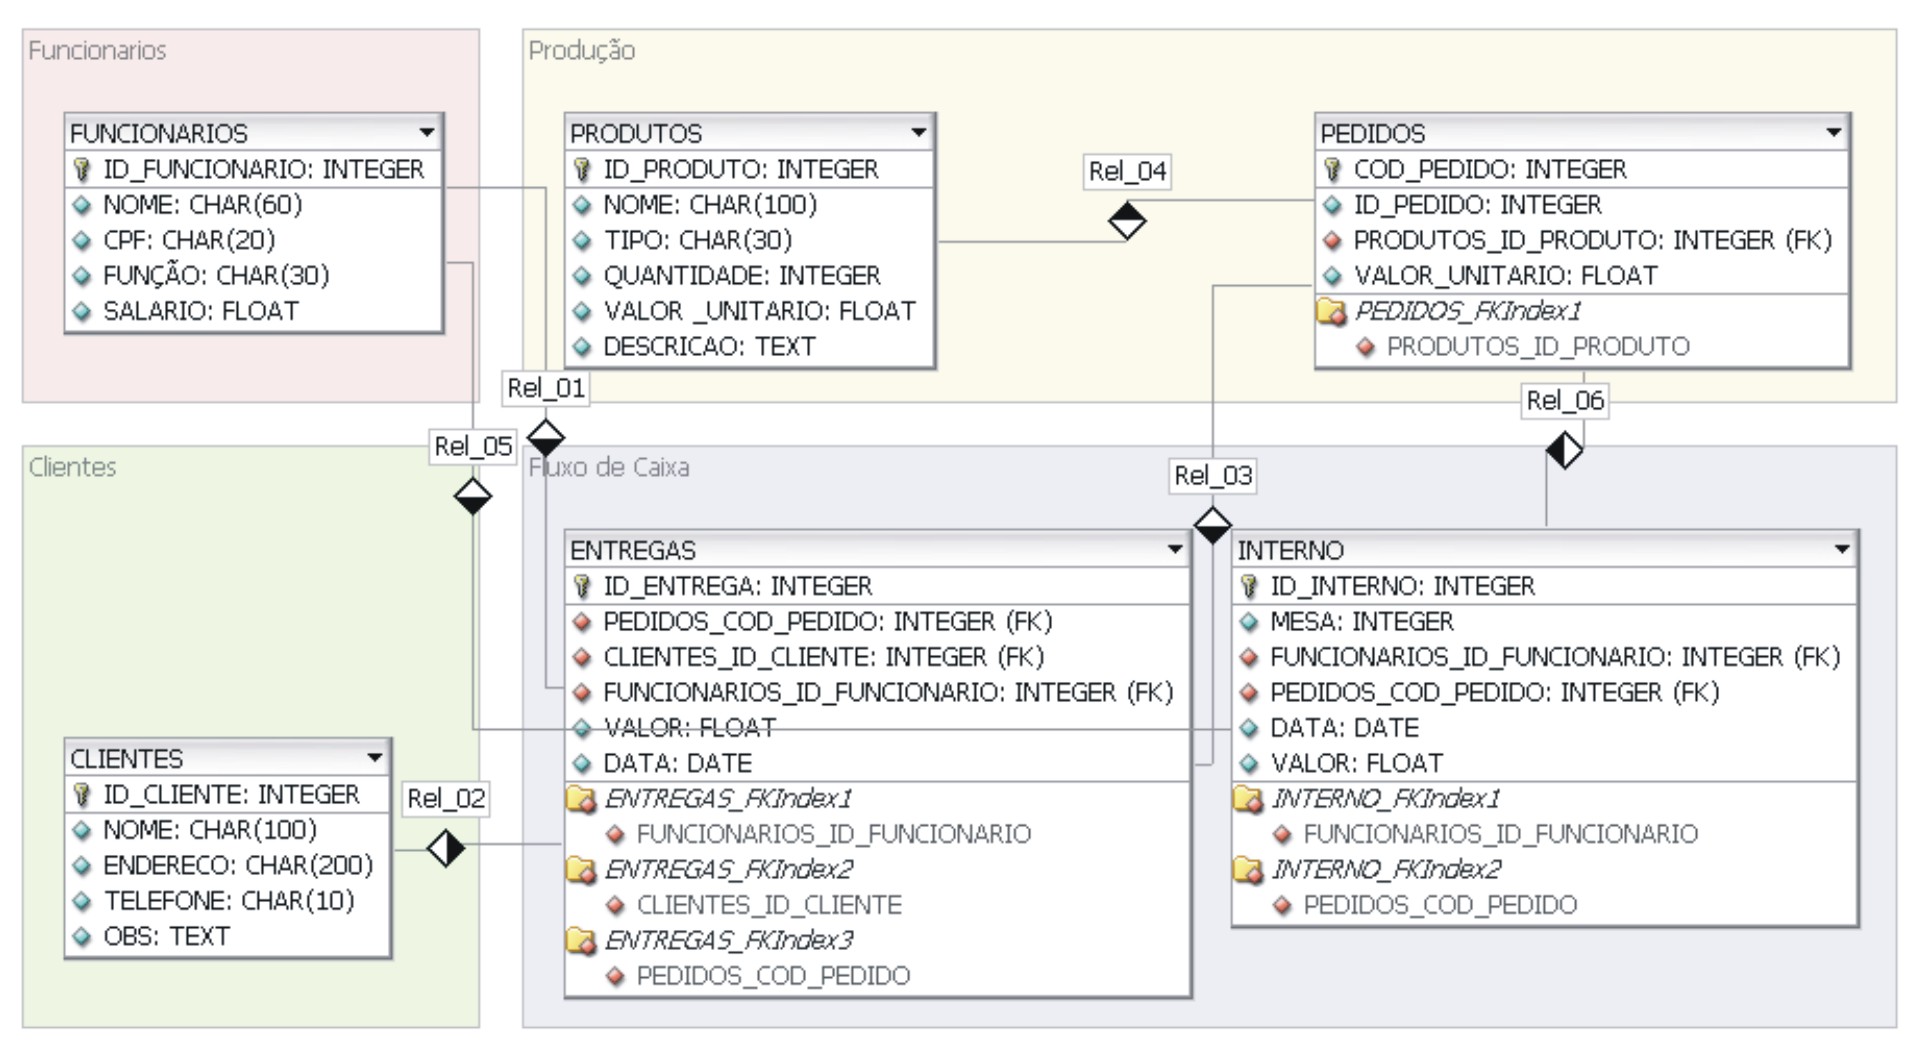 Funcionarios
FUNCIONARIOS
ID_FUNCIONARIO: INTEGER
NOME: CHAR(60)
CPF: CHAR(20)
FUNÇÃO: CHAR(30)
SALARIO: FLOAT
Produção
PRODUTOS
ID_PRODUTO: INTEGER
NOME: CHAR(100)
TIPO: CHAR(30)
QUANTIDADE: INTEGER
VALOR _UNITARIO: FLOAT
DESCRICAO: TEXT
Rel_04
PEDIDOS
COD_PEDIDO: INTEGER
ID_PEDIDO: INTEGER
PRODUTOS_ID_PRODUTO: INTEGER (FK)
VALOR_UNITARIO: FLOAT
PEDIDOS_FKIndex1
PRODUTOS_ID_PRODUTO
Rel_01
Rel_06
Rel_05
Rel_03
Clientes
CLIENTES
ID_CLIENTE: INTEGER
NOME: CHAR(100)
ENDERECO: CHAR(200)
TELEFONE: CHAR(10)
OBS: TEXT
Rel_02
Fluxo de Caixa
ENTREGAS
ID_ENTREGA: INTEGER
PEDIDOS_COD_PEDIDO: INTEGER (FK)
CLIENTES_ID_CLIENTE: INTEGER (FK)
FUNCIONARIOS_ID_FUNCIONARIO: INTEGER (FK)
VALOR: FLOAT
DATA: DATE
ENTREGAS_FKIndex1
FUNCIONARIOS_ID_FUNCIONARIO
ENTREGAS_FKIndex2
CLIENTES_ID_CLIENTE
ENTREGAS_FKIndex3
PEDIDOS_COD_PEDIDO
INTERNO
ID_INTERNO: INTEGER
MESA: INTEGER
FUNCIONARIOS_ID_FUNCIONARIO: INTEGER (FK)
PEDIDOS_COD_PEDIDO: INTEGER (FK)
DATA: DATE
VALOR: FLOAT
INTERNO_FKIndex1
FUNCIONARIOS_ID_FUNCIONARIO
INTERNO_FKIndex2
PEDIDOS_COD_PEDIDO